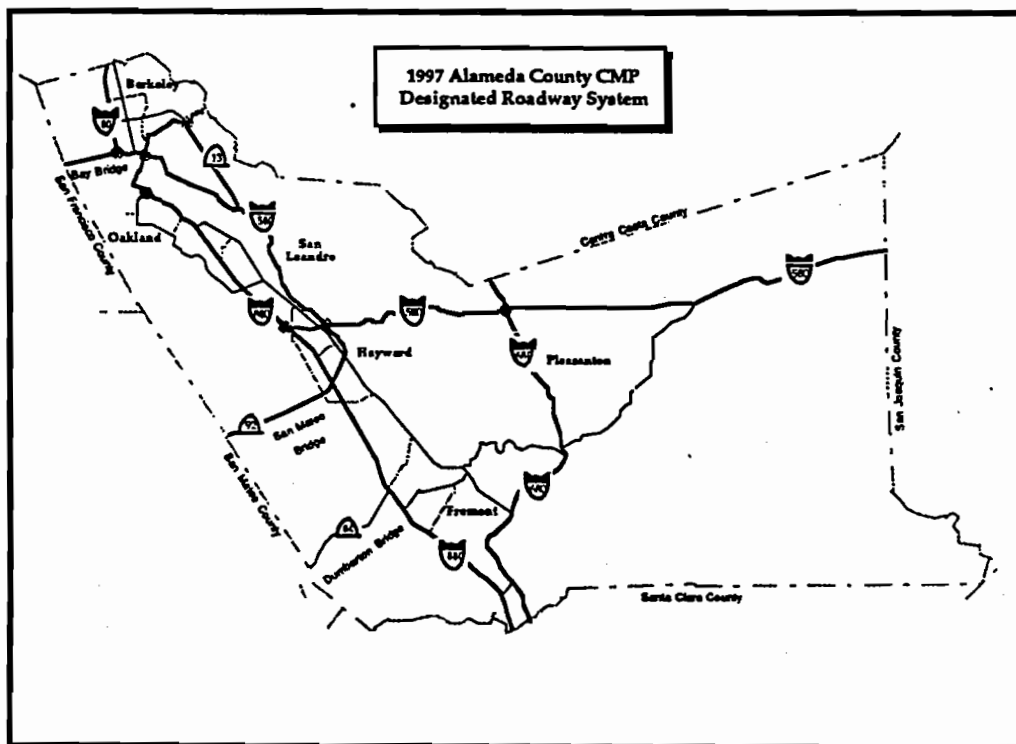 1997 Alameda County CMP
Designated Roadway System
Berkeley
80
13
Bay Bridge
San Francisco County
580
Oakland
San
Leandro
Contra Costa County
580
880
580
680
Hayward
Pleasanton
San Joaquin County
92
San Mateo
Bridge
San Mateo County
680
Fremont
84
Dumbarton Bridge
880
Santa Clara County